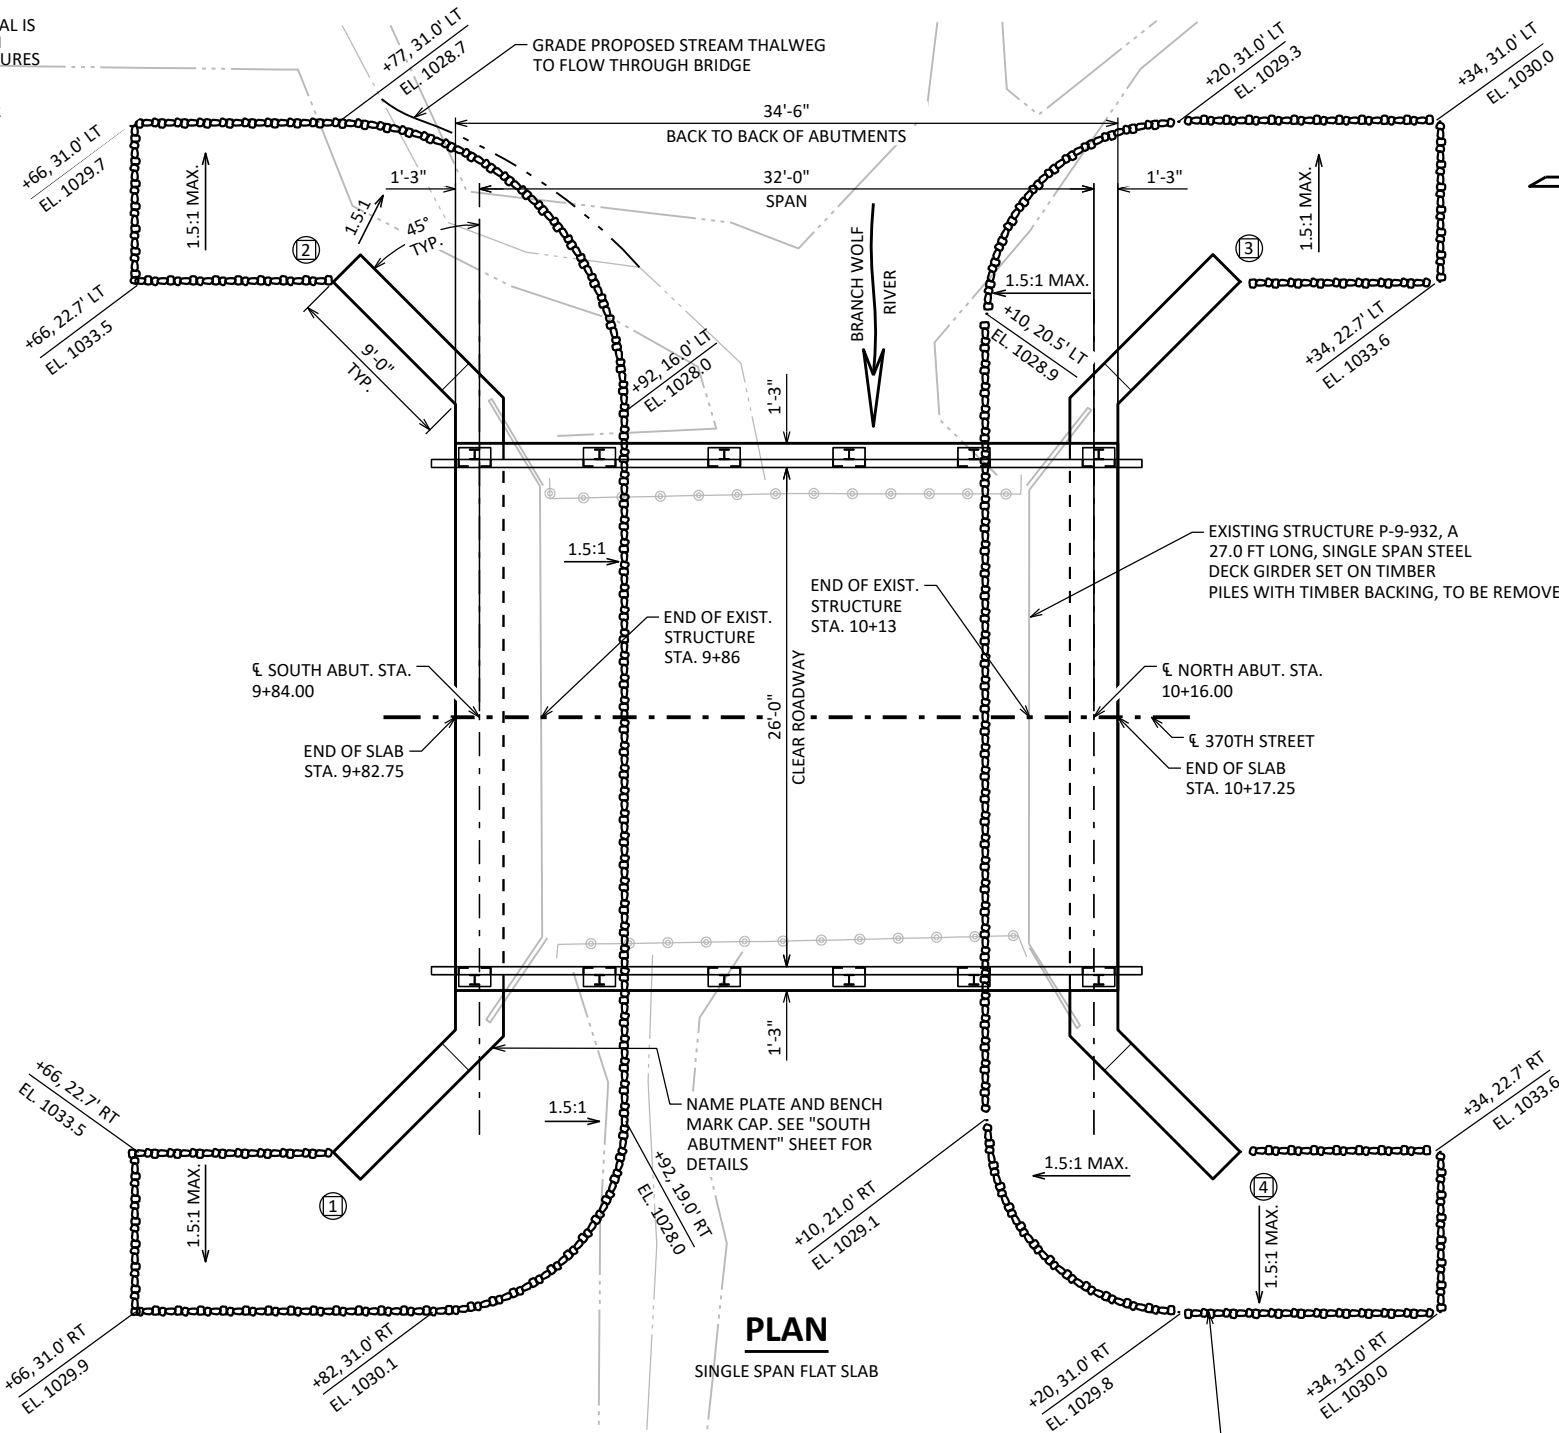 AL IS
URES
+77, 31.0' LT
EL. 1028.7
GRADE PROPOSED STREAM THALWEG
TO FLOW THROUGH BRIDGE
+20, 31.0' LT
EL. 1029.3
+34, 31.0' LT
EL. 1030.0
34'-6"
BACK TO BACK OF ABUTMENTS
+66, 31.0' LT
EL. 1029.7
1.5:1 MAX.
1'-3"
32'-0"
SPAN
1'-3"
1.5:1
45°
TYP.
2
3
1.5:1 MAX.
BRANCH WOLF
RIVER
1.5:1 MAX.
+66, 22.7' LT
EL. 1033.5
9'-0"
TYP.
+92, 16.0' LT
EL. 1028.0
+10, 20.5' LT
EL. 1028.9
+34, 22.7' LT
EL. 1033.6
1'-3"
EXISTING STRUCTURE P-9-932, A
27.0 FT LONG, SINGLE SPAN STEEL
DECK GIRDER SET ON TIMBER
PILES WITH TIMBER BACKING, TO BE REMOVE
1.5:1
END OF EXIST.
STRUCTURE
STA. 9+86
END OF EXIST.
STRUCTURE
STA. 10+13
℄ SOUTH ABUT. STA.
9+84.00
℄ NORTH ABUT. STA.
10+16.00
26'-0"
CLEAR ROADWAY
END OF SLAB
STA. 9+82.75
℄ 370TH STREET
END OF SLAB
STA. 10+17.25
1'-3"
+66, 22.7' RT
EL. 1033.5
1.5:1
NAME PLATE AND BENCH
MARK CAP. SEE "SOUTH
ABUTMENT" SHEET FOR
DETAILS
+34, 22.7' RT
EL. 1033.6
1.5:1 MAX.
1
+92, 19.0' RT
EL. 1028.0
1.5:1 MAX.
4
1.5:1 MAX.
+10, 21.0' RT
EL. 1029.1
+66, 31.0' RT
EL. 1029.9
+82, 31.0' RT
EL. 1030.1
PLAN
SINGLE SPAN FLAT SLAB
+20, 31.0' RT
EL. 1029.8
+34, 31.0' RT
EL. 1030.0